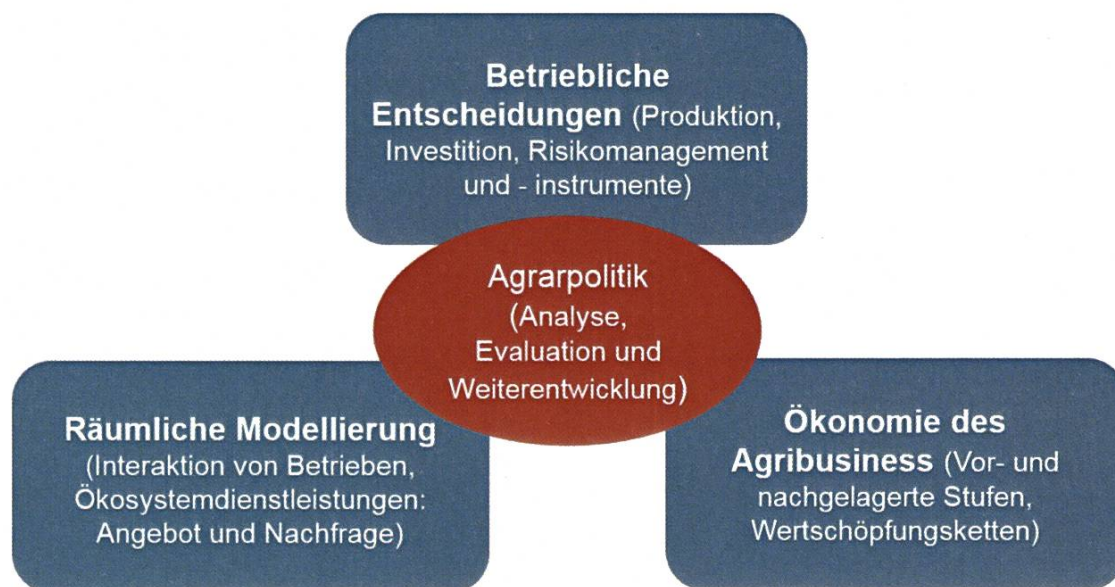 Betriebliche
Entscheidungen (Produktion,
Investition, Risikomanagement
und - instrumente)
Agrarpolitik
(Analyse,
Evaluation und
Weiterentwicklung)
Räumliche Modellierung
(Interaktion von Betrieben,
Ökosystemdienstleistungen:
Angebot und Nachfrage)
Ökonomie des
Agribusiness (Vor- und
nachgelagerte Stufen,
Wertschöpfungsketten)